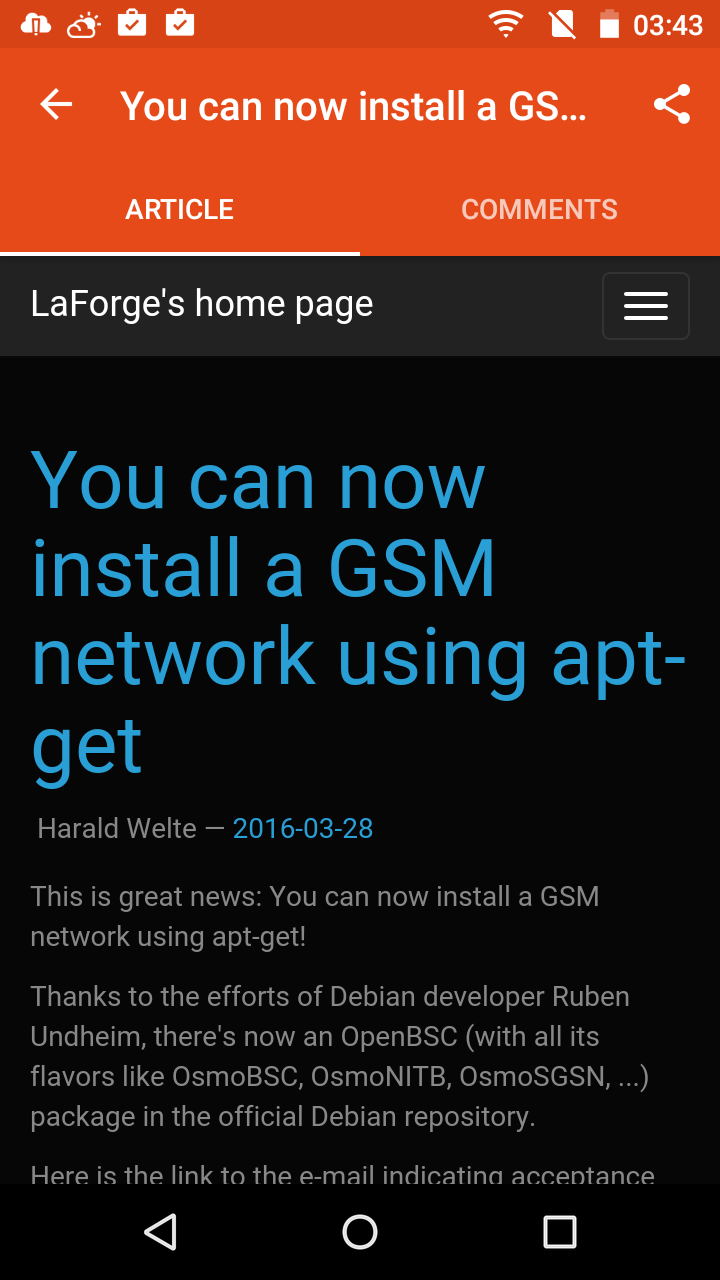 03:43
You can now install a GS...
ARTICLE
COMMENTS
LaForge's home page
You can now
install a GSM
network using apt-
get
Harald Welte — 2016-03-28
This is great news: You can now install a GSM
network using apt-get!
Thanks to the efforts of Debian developer Ruben
Undheim, there's now an OpenBSC (with all its
flavors like OsmoBSC, OsmoNITB, OsmoSGSN, ...)
package in the official Debian repository.
Here is the link to the e-mail indicating acceptance